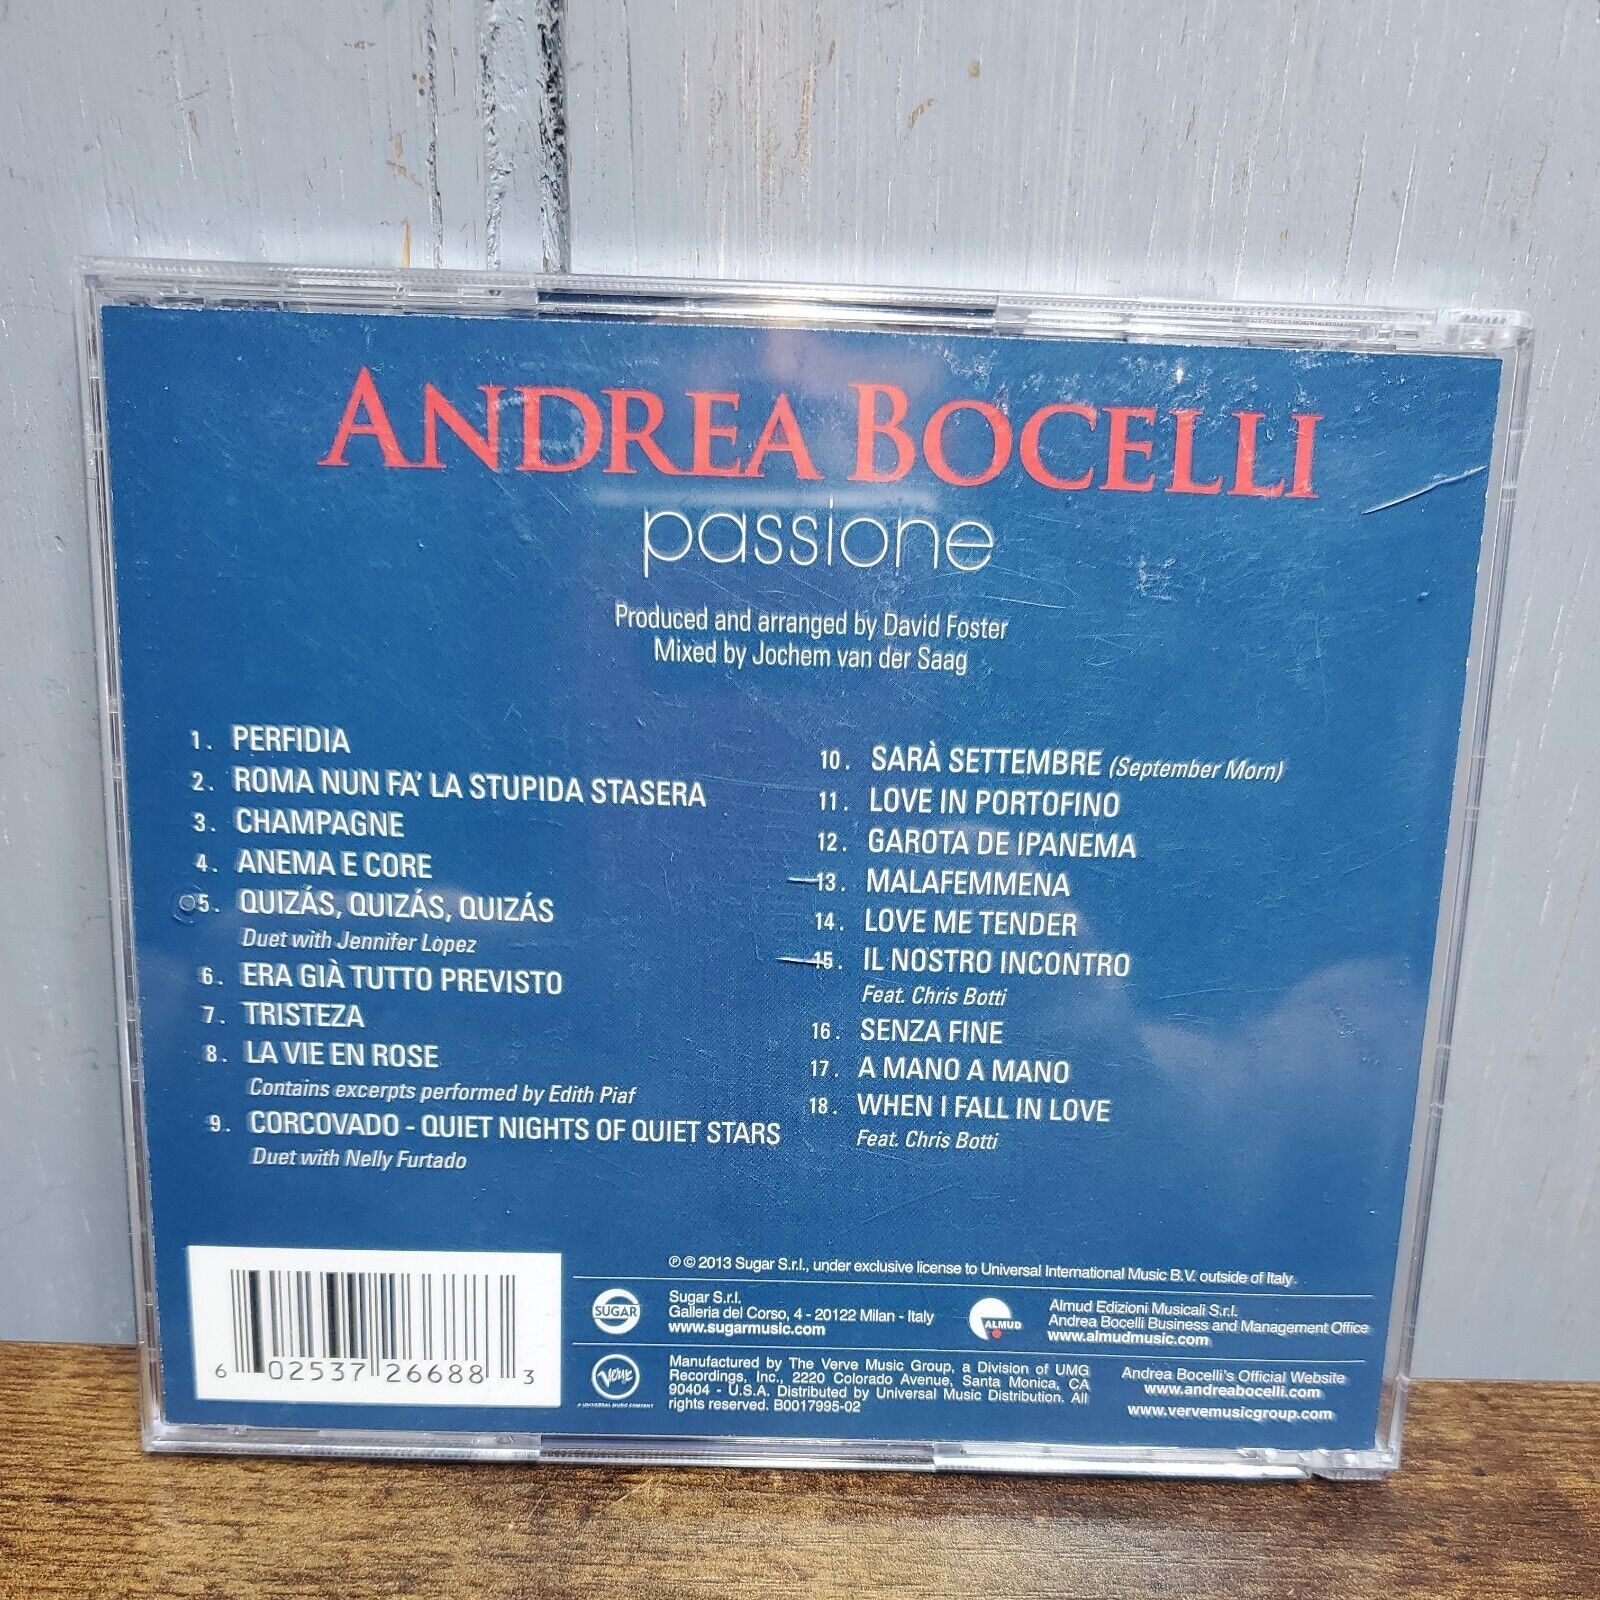 ANDREA BOCELLI
passione
Produced and arranged by David Foster
Mixed by Jochem van der Saag
1. PERFIDIA
2. ROMA NUN FA' LA STUPIDA STASERA
3. CHAMPAGNE
4. ANEMA E CORE
5. QUIZÁS, QUIZÁS, QUIZÁS
Duet with Jennifer Lopez
6. ERA GIÀ TUTTO PREVISTO
7. TRISTEZA
8. LA VIE EN ROSE
Contains excerpts performed by Edith Piaf
9. CORCOVADO - QUIET NIGHTS OF QUIET STARS
Duet with Nelly Furtado
10. SARÀ SETTEMBRE (September Morn)
11. LOVE IN PORTOFINO
12. GAROTA DE IPANEMA
13. MALAFEMMENA
14. LOVE ME TENDER
15. IL NOSTRO INCONTRO
Feat. Chris Botti
16. SENZA FINE
17. A MANO A MANO
18. WHEN I FALL IN LOVE
Feat. Chris Botti
6 02537 26688 3
℗ © 2013 Sugar S.r.l., under exclusive license to Universal International Music B.V. outside of Italy.
SUGAR
Sugar S.r.l.
Galleria del Corso, 4 - 20122 Milan - Italy
www.sugarmusic.com
ALMUD
Almud Edizioni Musicali S.r.l.
Andrea Bocelli Business and Management Office
www.almudmusic.com
Verve
A UNIVERSAL MUSIC COMPANY
Manufactured by The Verve Music Group, a Division of UMG
Recordings, Inc., 2220 Colorado Avenue, Santa Monica, CA
90404 - U.S.A. Distributed by Universal Music Distribution. All
rights reserved. B0017995-02
Andrea Bocelli's Official Website
www.andreabocelli.com
www.vervemusicgroup.com